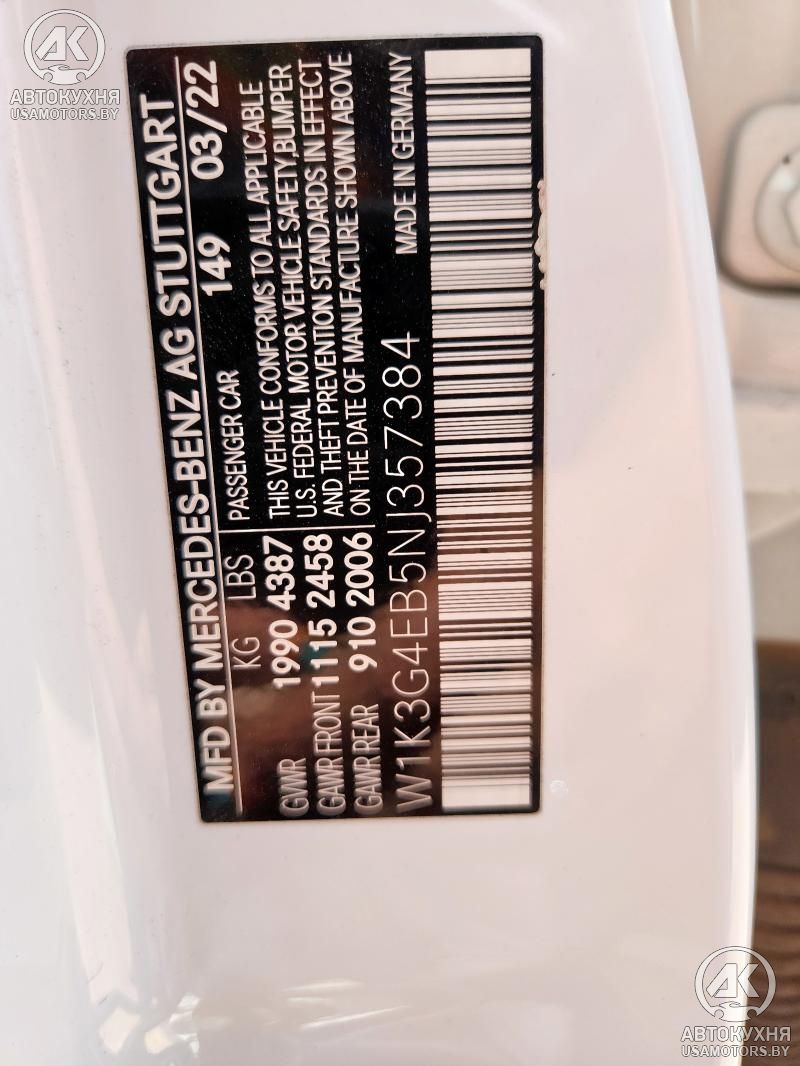 AK
АВТОКУХНЯ
USAMOTORS.BY
MFD BY MERCEDES-BENZ AG STUTTGART
KG LBS 149 03/22
GVWR 1990 4387
GAWR FRONT 1115 2458
GAWR REAR 910 2006
PASSENGER CAR
THIS VEHICLE CONFORMS TO ALL APPLICABLE
U.S. FEDERAL MOTOR VEHICLE SAFETY,BUMPER
AND THEFT PREVENTION STANDARDS IN EFFECT
ON THE DATE OF MANUFACTURE SHOWN ABOVE
W1K3G4EB5NJ357384 MADE IN GERMANY
AK
АВТОКУХНЯ
USAMOTORS.BY